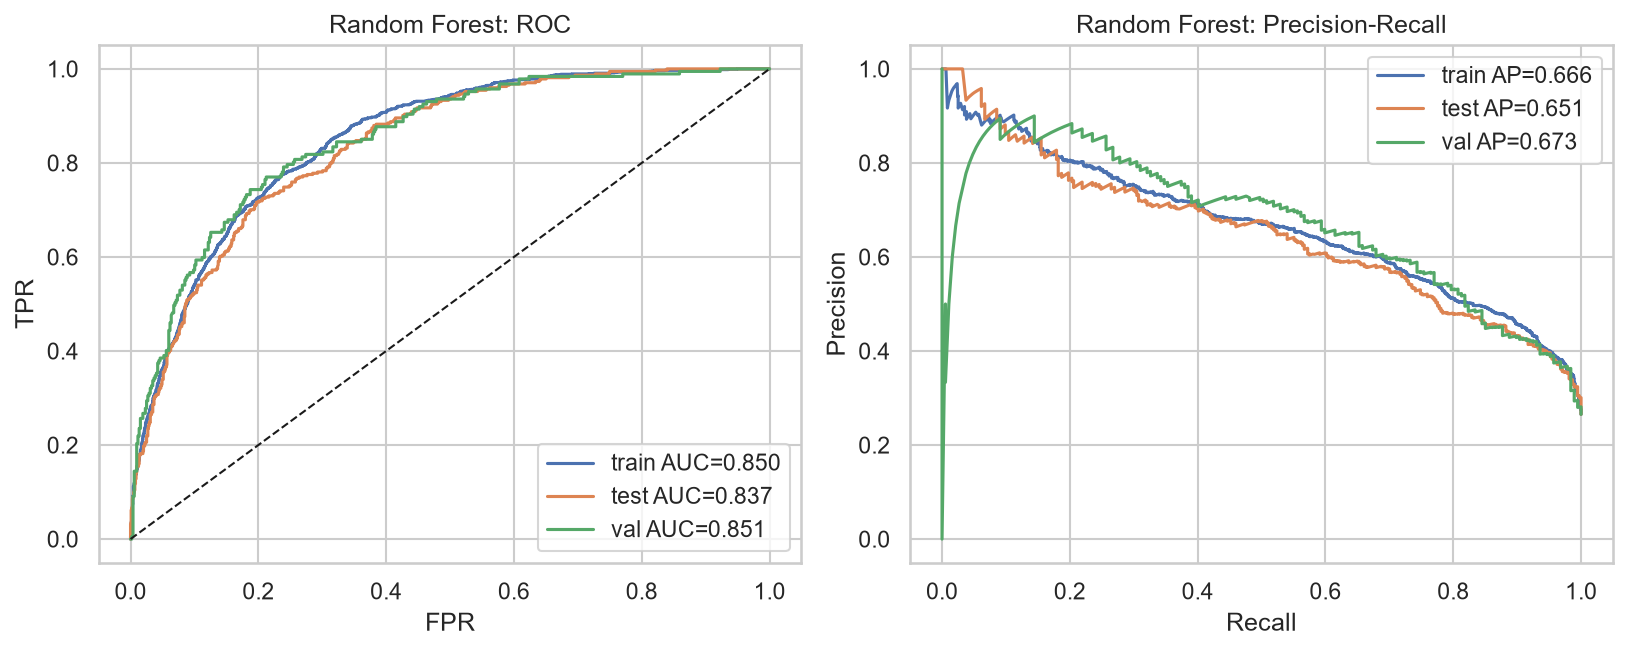 Random Forest: ROC
TPR
1.0
0.8
0.6
0.4
0.2
0.0
train AUC=0.850
test AUC=0.837
val AUC=0.851
0.0 0.2 0.4 0.6 0.8 1.0
FPR
Random Forest: Precision-Recall
Precision
1.0
0.8
0.6
0.4
0.2
0.0
train AP=0.666
test AP=0.651
val AP=0.673
0.0 0.2 0.4 0.6 0.8 1.0
Recall